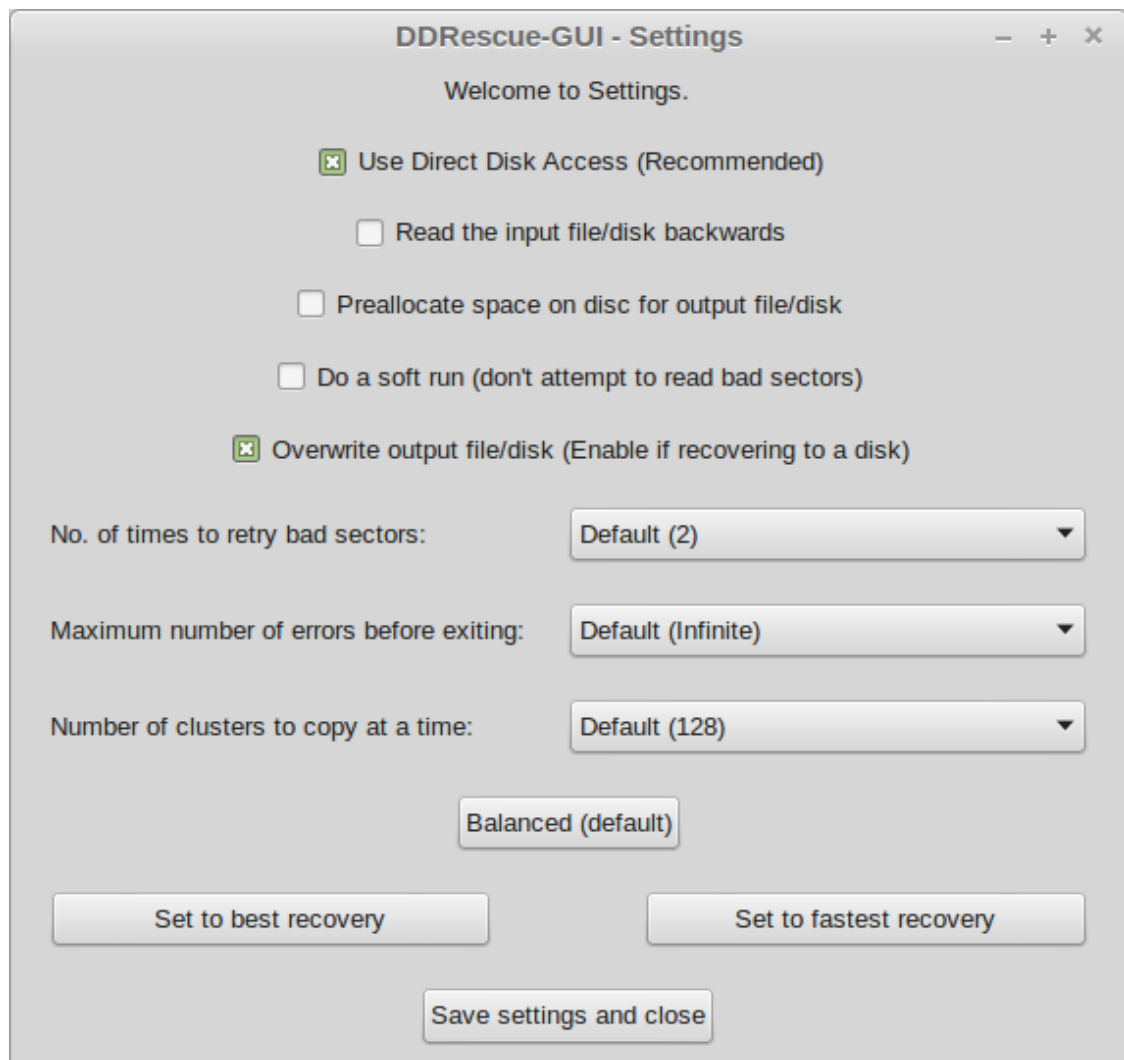 DDRescue-GUI - Settings
Welcome to Settings.
Use Direct Disk Access (Recommended)
Read the input file/disk backwards
Preallocate space on disc for output file/disk
Do a soft run (don't attempt to read bad sectors)
Overwrite output file/disk (Enable if recovering to a disk)
No. of times to retry bad sectors: Default (2)
Maximum number of errors before exiting: Default (Infinite)
Number of clusters to copy at a time: Default (128)
Balanced (default)
Set to best recovery Set to fastest recovery
Save settings and close